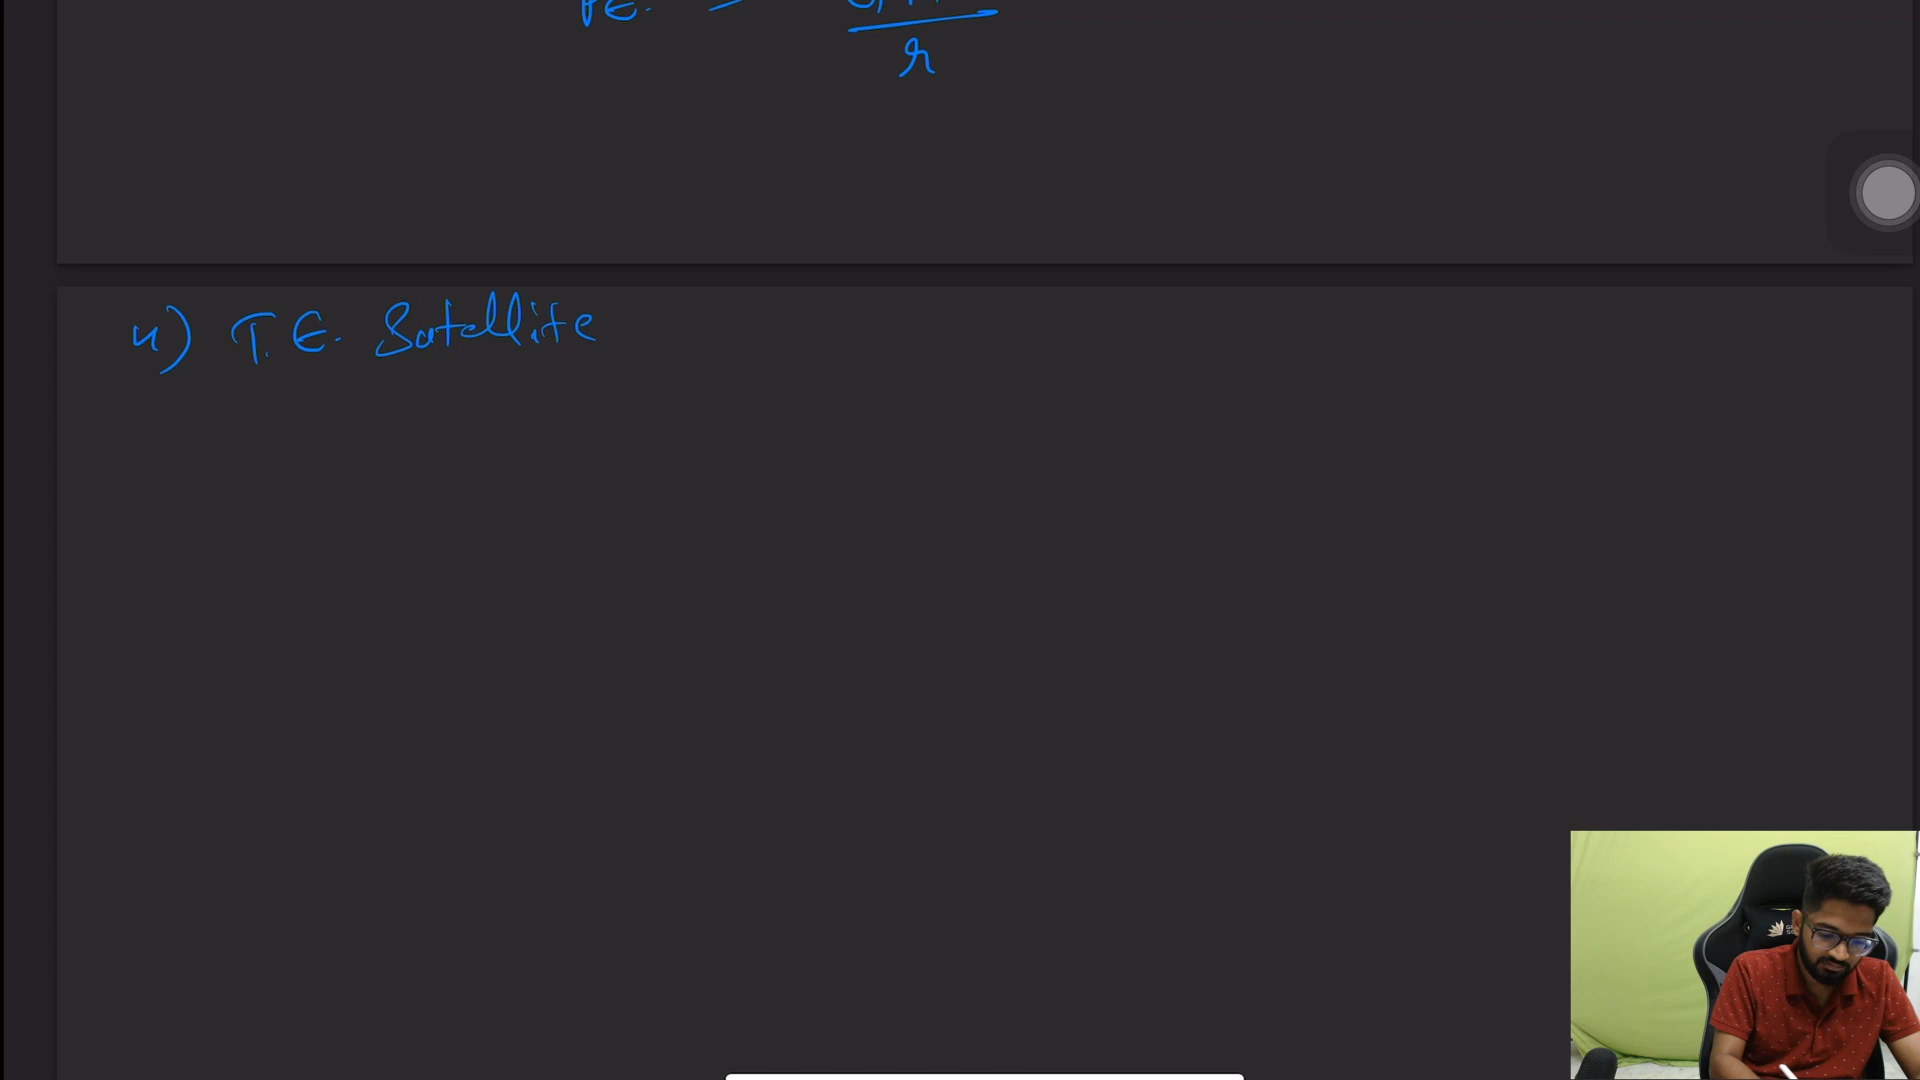 P.E. =
r
4) T.E. Satellite